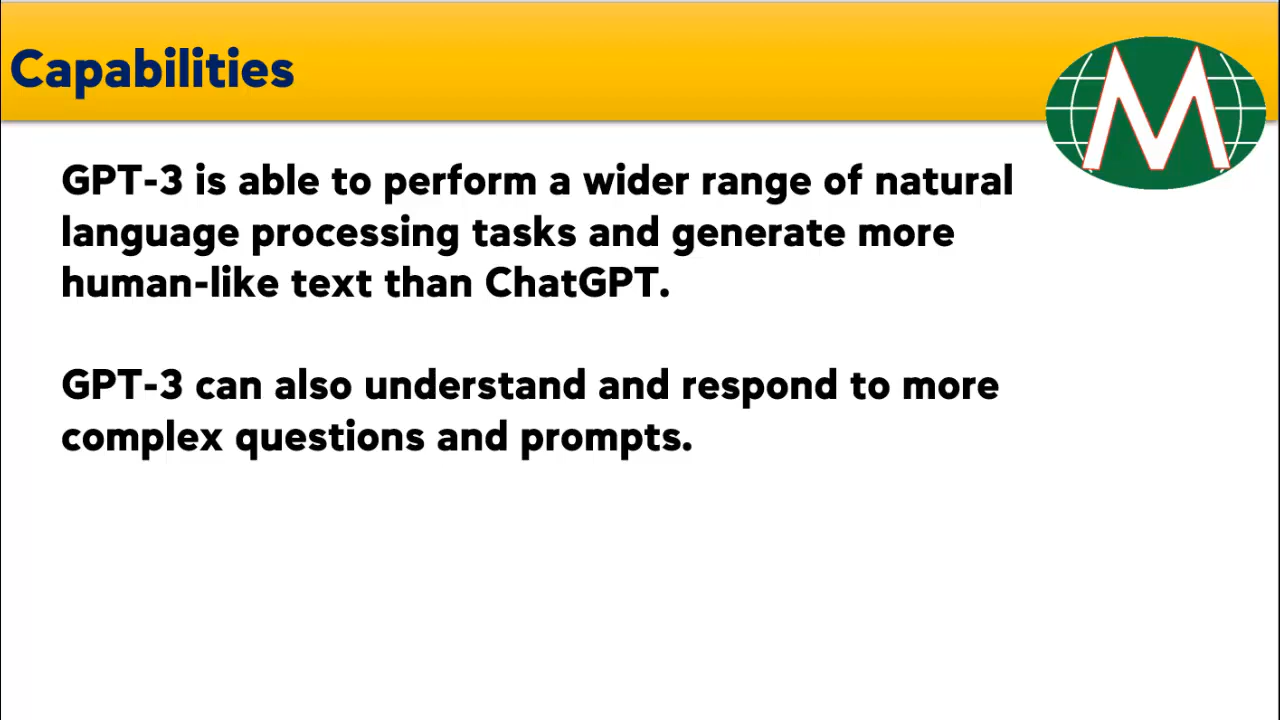 Capabilities
M
GPT-3 is able to perform a wider range of natural
language processing tasks and generate more
human-like text than ChatGPT.
GPT-3 can also understand and respond to more
complex questions and prompts.